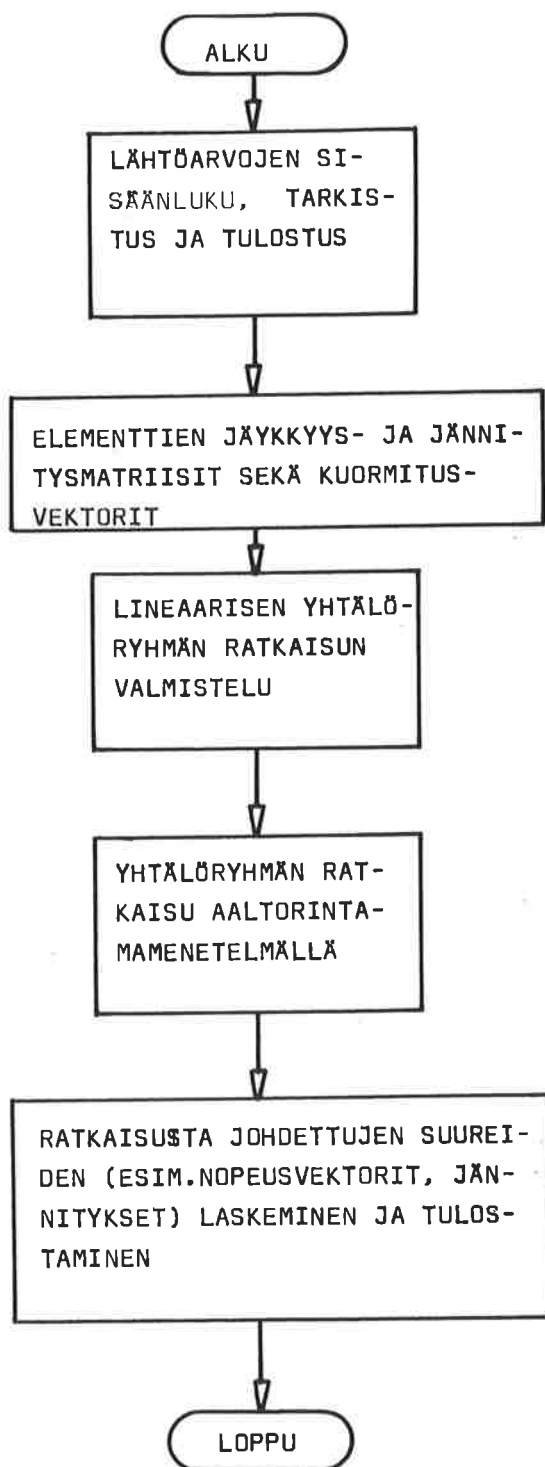 ALKU
LÄHTÖARVOJEN SI-
SÄÄNLUKU, TARKIS-
TUS JA TULOSTUS
ELEMENTTIEN JÄYKKYYS- JA JÄNNI-
TYSMATRIISIT SEKÄ KUORMITUS-
VEKTORIT
LINEAARISEN YHTÄLÖ-
RYHMÄN RATKAISUN
VALMISTELU
YHTÄLÖRYHMÄN RAT-
KAISU AALTORINTA-
MAMENETELMÄLLÄ
RATKAISUSTA JOHDETTUJEN SUUREI-
DEN (ESIM.NOPEUSVEKTORIT, JÄN-
NITYKSET) LASKEMINEN JA TULOS-
TAMINEN
LOPPU